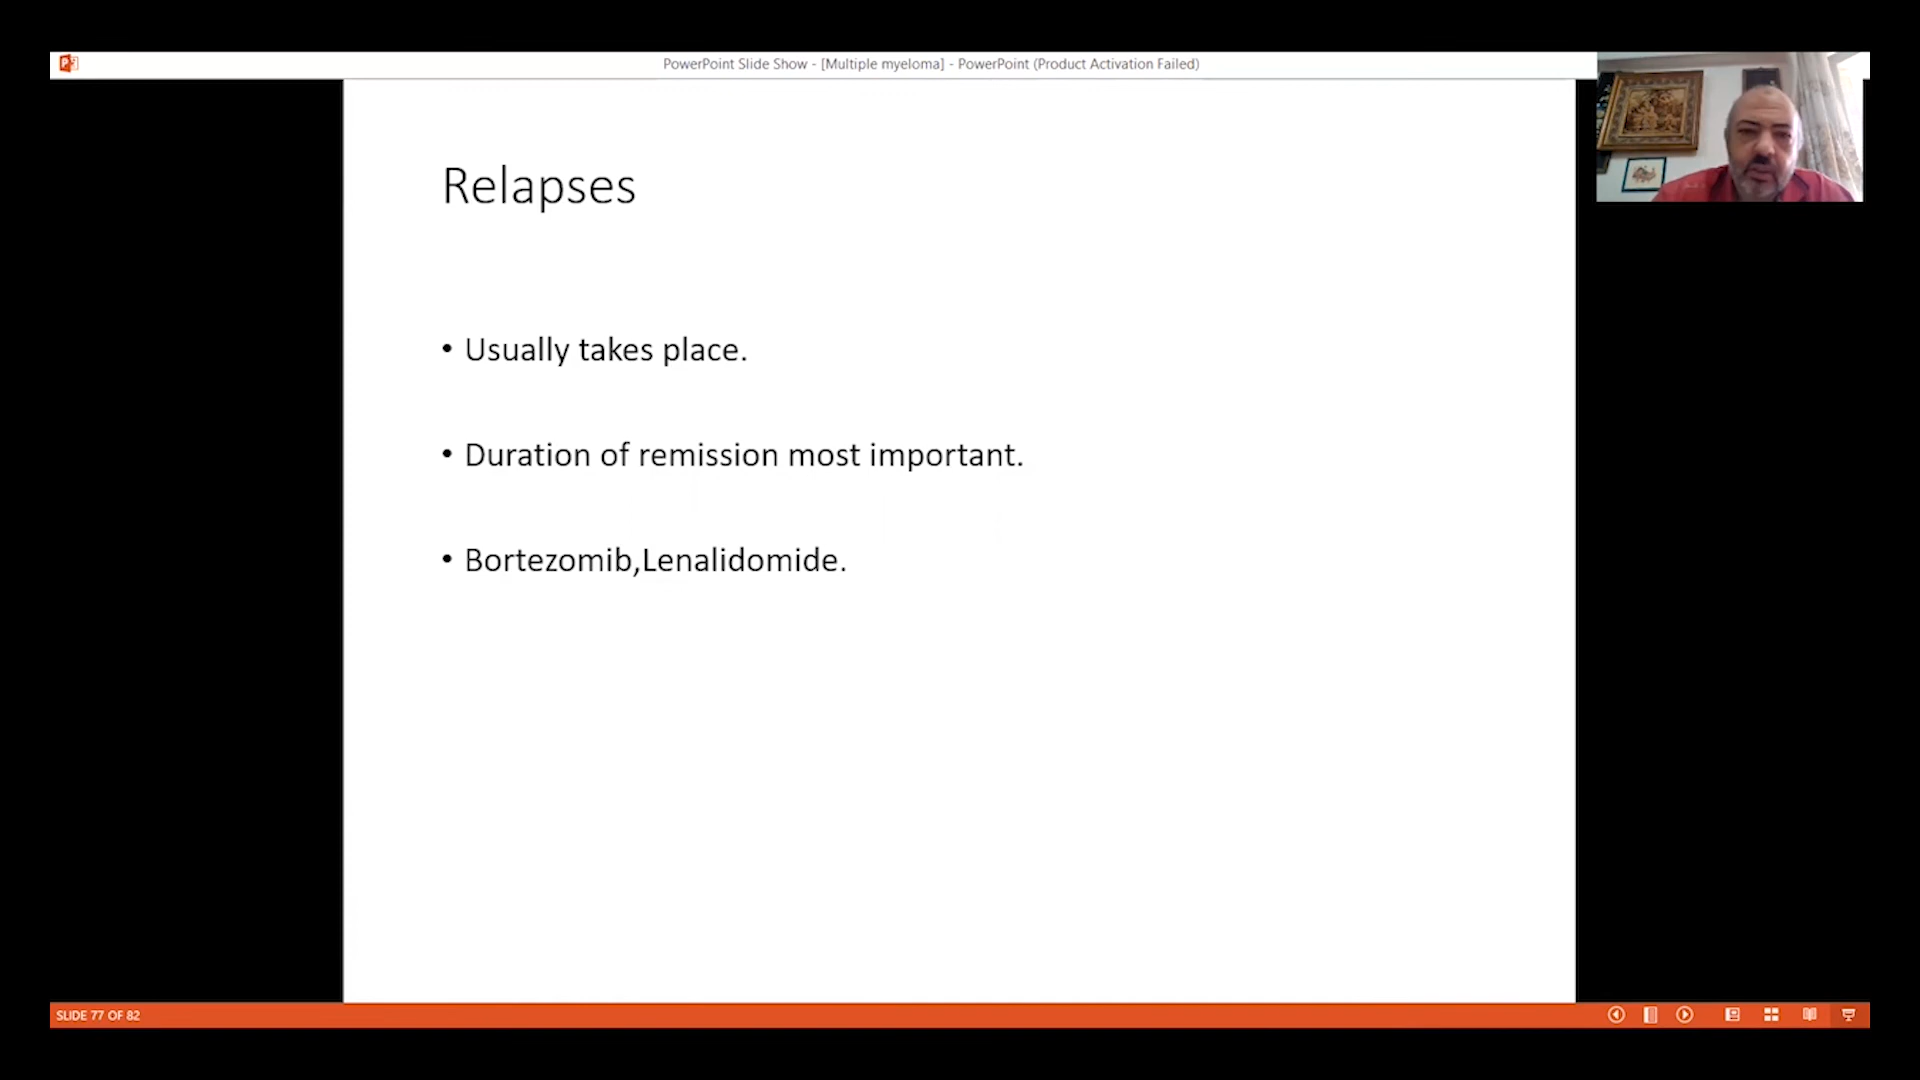 PowerPoint Slide Show - [Multiple myeloma] - PowerPoint (Product Activation Failed)
Relapses
• Usually takes place.
• Duration of remission most important.
• Bortezomib,Lenalidomide.
SLIDE 77 OF 82